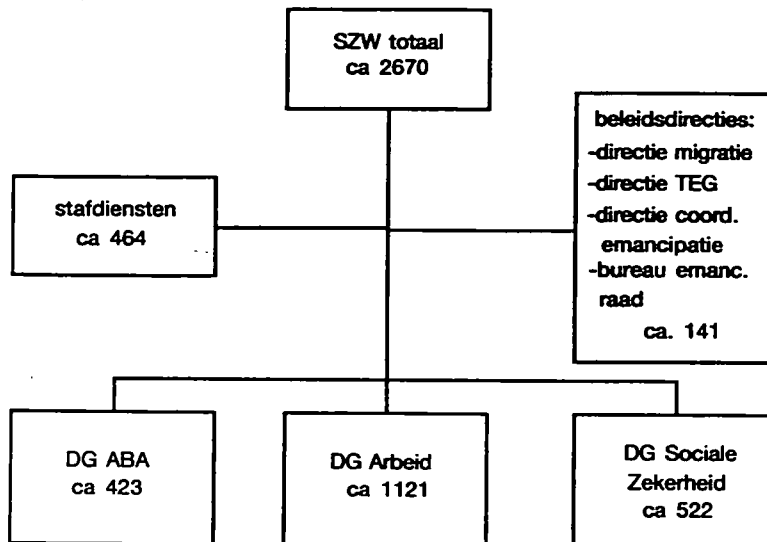 SZW totaal
ca 2670
beleidsdirecties:
-directie migratie
-directie TEG
-directie coord.
emancipatie
-bureau emanc.
raad
ca. 141
stafdiensten
ca 464
DG ABA
ca 423
DG Arbeid
ca 1121
DG Sociale
Zekerheid
ca 522